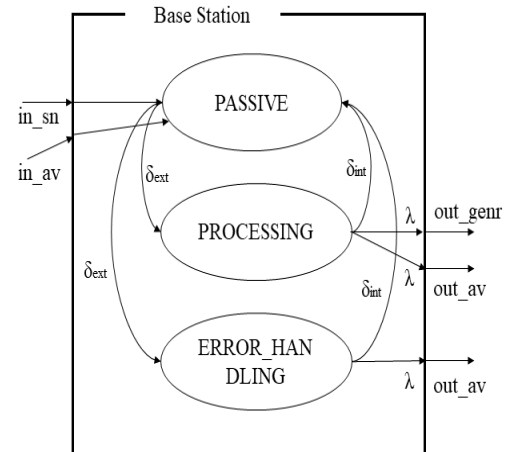 Base Station
PASSIVE
in_sn
in_av
δext
δint
PROCESSING
λ
out_genr
λ
out_av
δext
δint
ERROR_HAN
DLING
λ
out_av